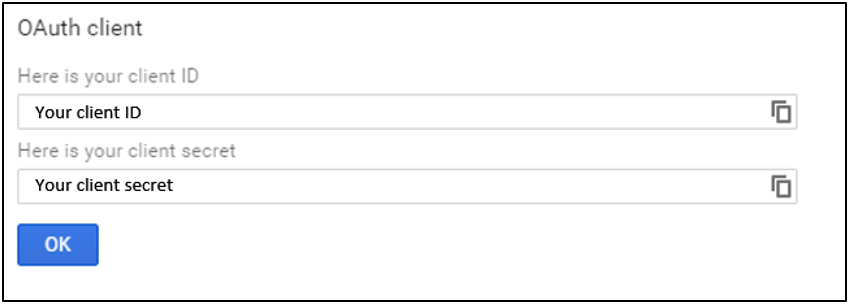 OAuth client
Here is your client ID
Your client ID
Here is your client secret
Your client secret
OK